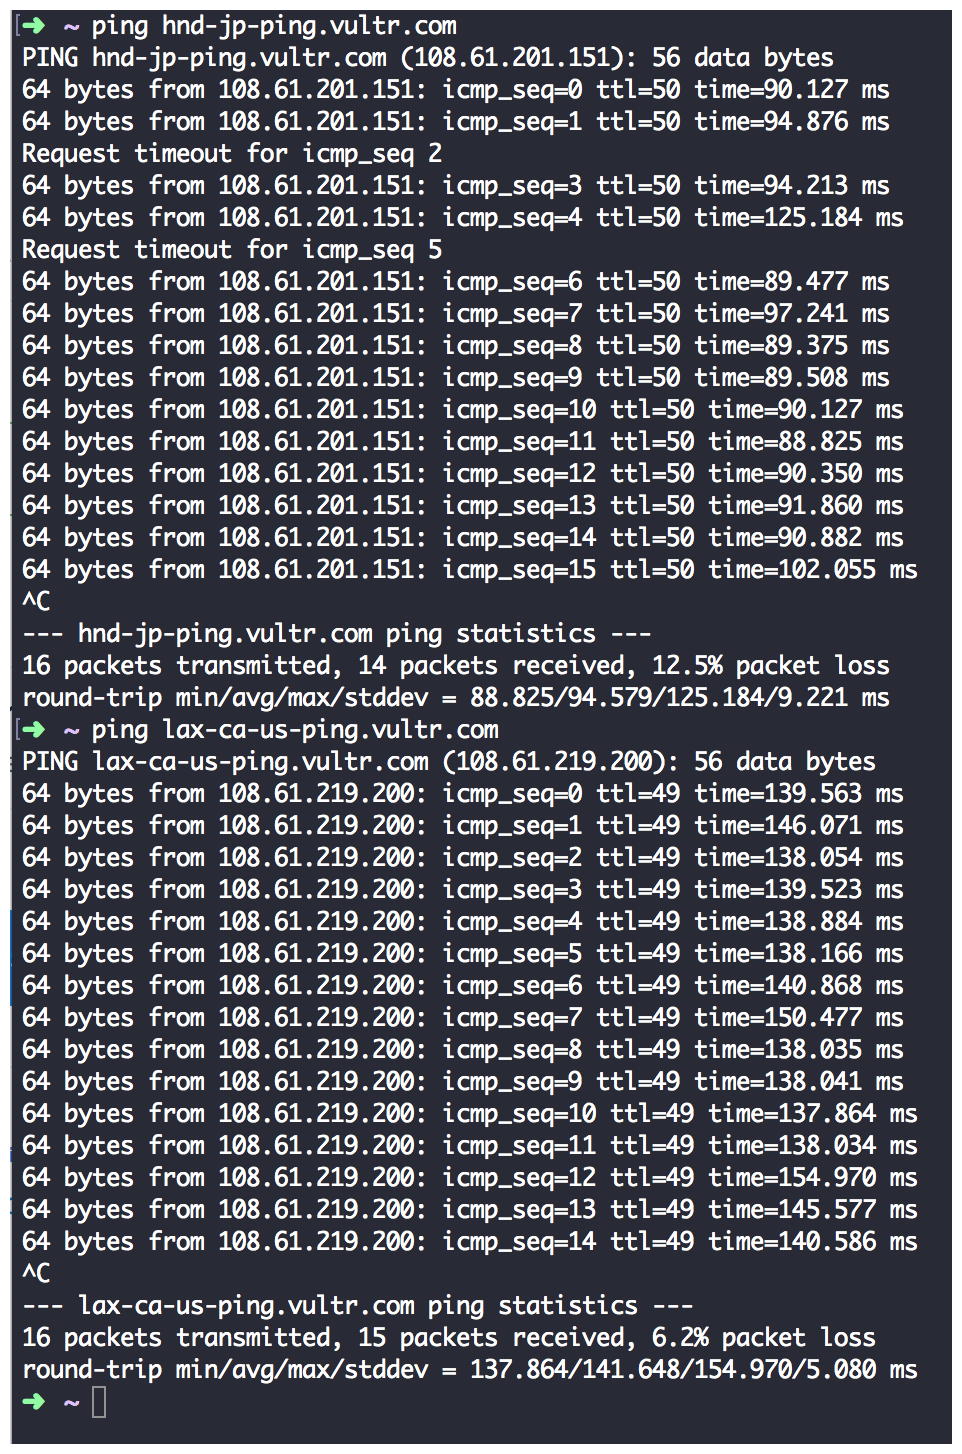 [➜ ~ ping hnd-jp-ping.vultr.com
PING hnd-jp-ping.vultr.com (108.61.201.151): 56 data bytes
64 bytes from 108.61.201.151: icmp_seq=0 ttl=50 time=90.127 ms
64 bytes from 108.61.201.151: icmp_seq=1 ttl=50 time=94.876 ms
Request timeout for icmp_seq 2
64 bytes from 108.61.201.151: icmp_seq=3 ttl=50 time=94.213 ms
64 bytes from 108.61.201.151: icmp_seq=4 ttl=50 time=125.184 ms
Request timeout for icmp_seq 5
64 bytes from 108.61.201.151: icmp_seq=6 ttl=50 time=89.477 ms
64 bytes from 108.61.201.151: icmp_seq=7 ttl=50 time=97.241 ms
64 bytes from 108.61.201.151: icmp_seq=8 ttl=50 time=89.375 ms
64 bytes from 108.61.201.151: icmp_seq=9 ttl=50 time=89.508 ms
64 bytes from 108.61.201.151: icmp_seq=10 ttl=50 time=90.127 ms
64 bytes from 108.61.201.151: icmp_seq=11 ttl=50 time=88.825 ms
64 bytes from 108.61.201.151: icmp_seq=12 ttl=50 time=90.350 ms
64 bytes from 108.61.201.151: icmp_seq=13 ttl=50 time=91.860 ms
64 bytes from 108.61.201.151: icmp_seq=14 ttl=50 time=90.882 ms
64 bytes from 108.61.201.151: icmp_seq=15 ttl=50 time=102.055 ms
^C
--- hnd-jp-ping.vultr.com ping statistics ---
16 packets transmitted, 14 packets received, 12.5% packet loss
round-trip min/avg/max/stddev = 88.825/94.579/125.184/9.221 ms
[➜ ~ ping lax-ca-us-ping.vultr.com
PING lax-ca-us-ping.vultr.com (108.61.219.200): 56 data bytes
64 bytes from 108.61.219.200: icmp_seq=0 ttl=49 time=139.563 ms
64 bytes from 108.61.219.200: icmp_seq=1 ttl=49 time=146.071 ms
64 bytes from 108.61.219.200: icmp_seq=2 ttl=49 time=138.054 ms
64 bytes from 108.61.219.200: icmp_seq=3 ttl=49 time=139.523 ms
64 bytes from 108.61.219.200: icmp_seq=4 ttl=49 time=138.884 ms
64 bytes from 108.61.219.200: icmp_seq=5 ttl=49 time=138.166 ms
64 bytes from 108.61.219.200: icmp_seq=6 ttl=49 time=140.868 ms
64 bytes from 108.61.219.200: icmp_seq=7 ttl=49 time=150.477 ms
64 bytes from 108.61.219.200: icmp_seq=8 ttl=49 time=138.035 ms
64 bytes from 108.61.219.200: icmp_seq=9 ttl=49 time=138.041 ms
64 bytes from 108.61.219.200: icmp_seq=10 ttl=49 time=137.864 ms
64 bytes from 108.61.219.200: icmp_seq=11 ttl=49 time=138.034 ms
64 bytes from 108.61.219.200: icmp_seq=12 ttl=49 time=154.970 ms
64 bytes from 108.61.219.200: icmp_seq=13 ttl=49 time=145.577 ms
64 bytes from 108.61.219.200: icmp_seq=14 ttl=49 time=140.586 ms
^C
--- lax-ca-us-ping.vultr.com ping statistics ---
16 packets transmitted, 15 packets received, 6.2% packet loss
round-trip min/avg/max/stddev = 137.864/141.648/154.970/5.080 ms
➜ ~